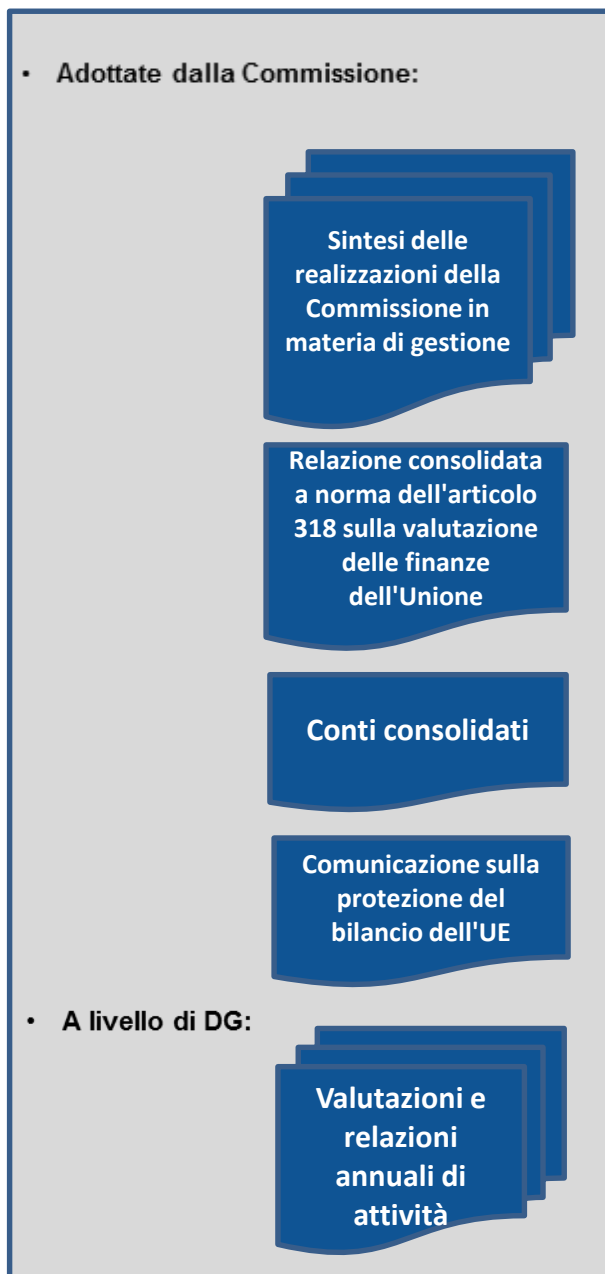 • Adottate dalla Commissione:
Sintesi delle
realizzazioni della
Commissione in
materia di gestione
Relazione consolidata
a norma dell'articolo
318 sulla valutazione
delle finanze
dell'Unione
Conti consolidati
Comunicazione sulla
protezione del
bilancio dell'UE
• A livello di DG:
Valutazioni e
relazioni
annuali di
attività